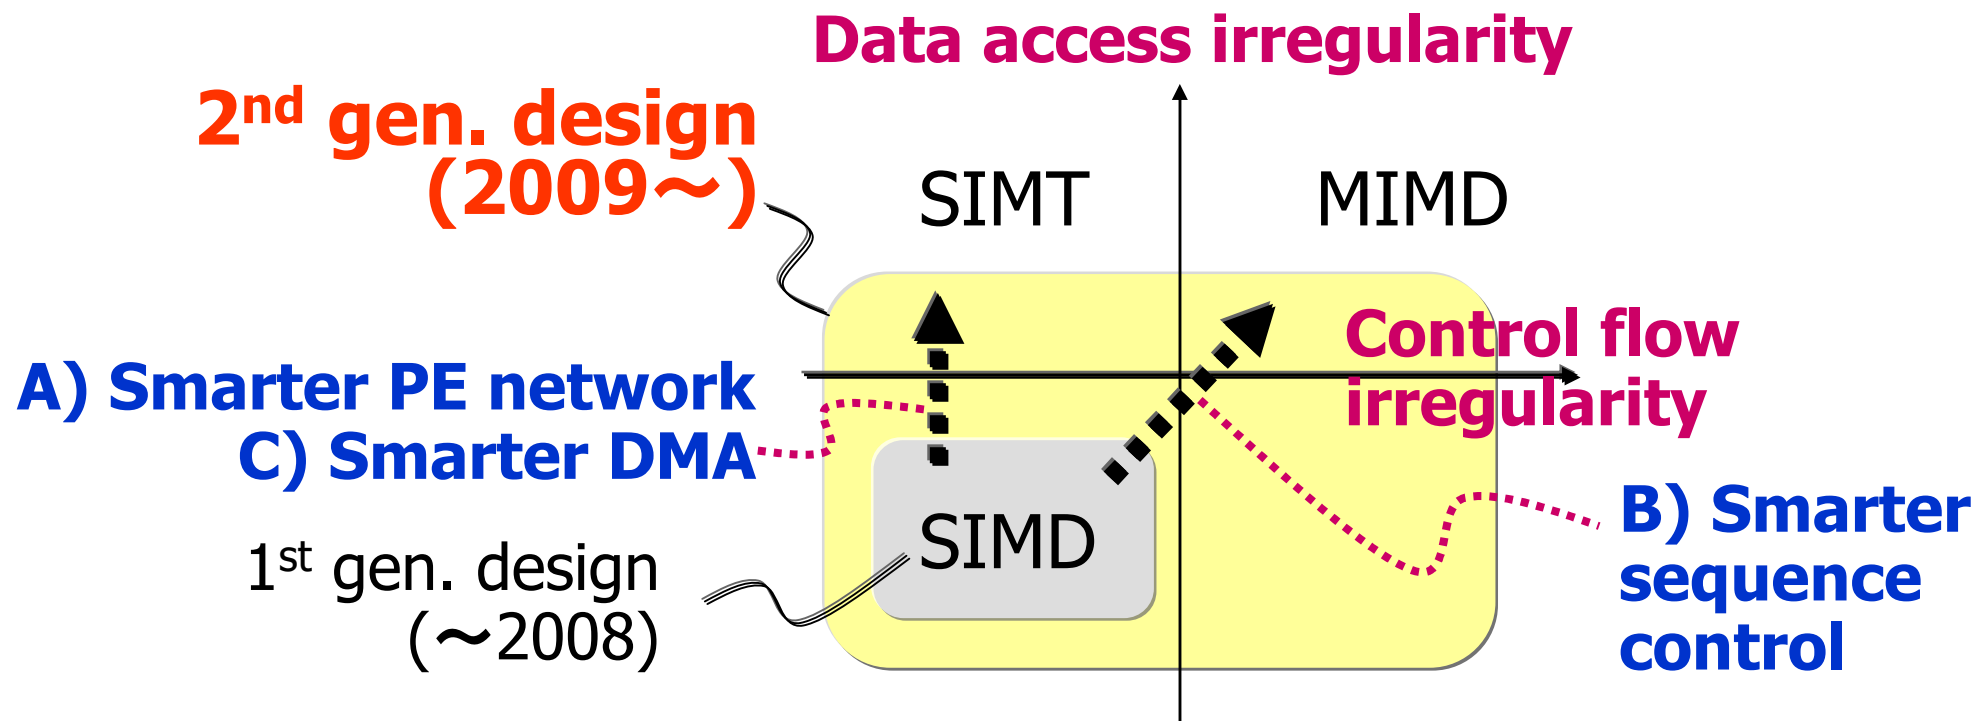 Data access irregularity
2nd gen. design
(2009～)
SIMT
MIMD
Control flow
irregularity
A) Smarter PE network
C) Smarter DMA
SIMD
1st gen. design
(～2008)
B) Smarter
sequence
control